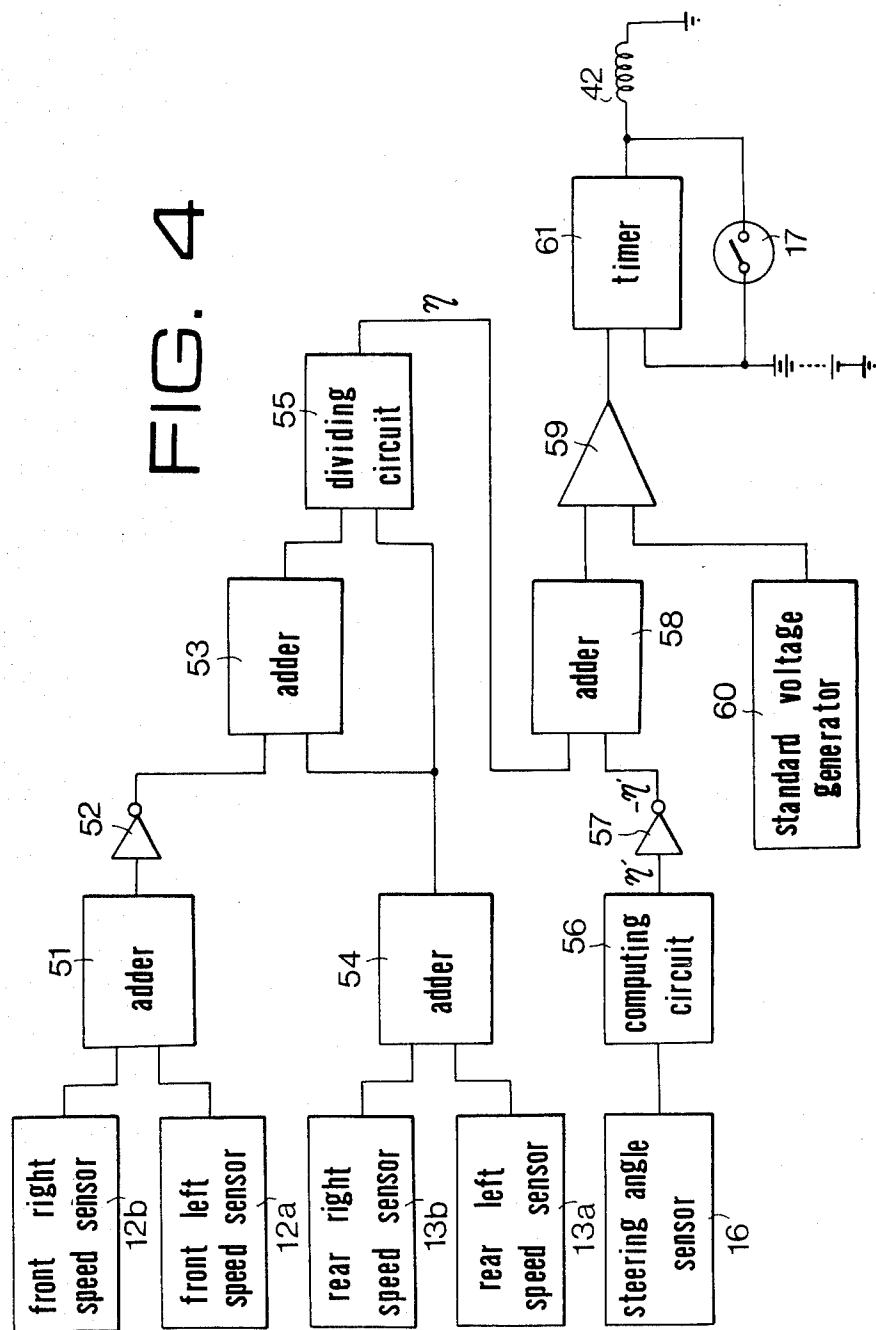 FIG. 4
front right
speed sensor
12b
front left
speed sensor
12a
rear right
speed sensor
13b
rear left
speed sensor
13a
steering angle
sensor
16
51
adder
52
53
adder
54
adder
55
dividing
circuit
η
56
computing
circuit
η'
57
-η'
adder
58
59
60
standard voltage
generator
61
timer
17
42